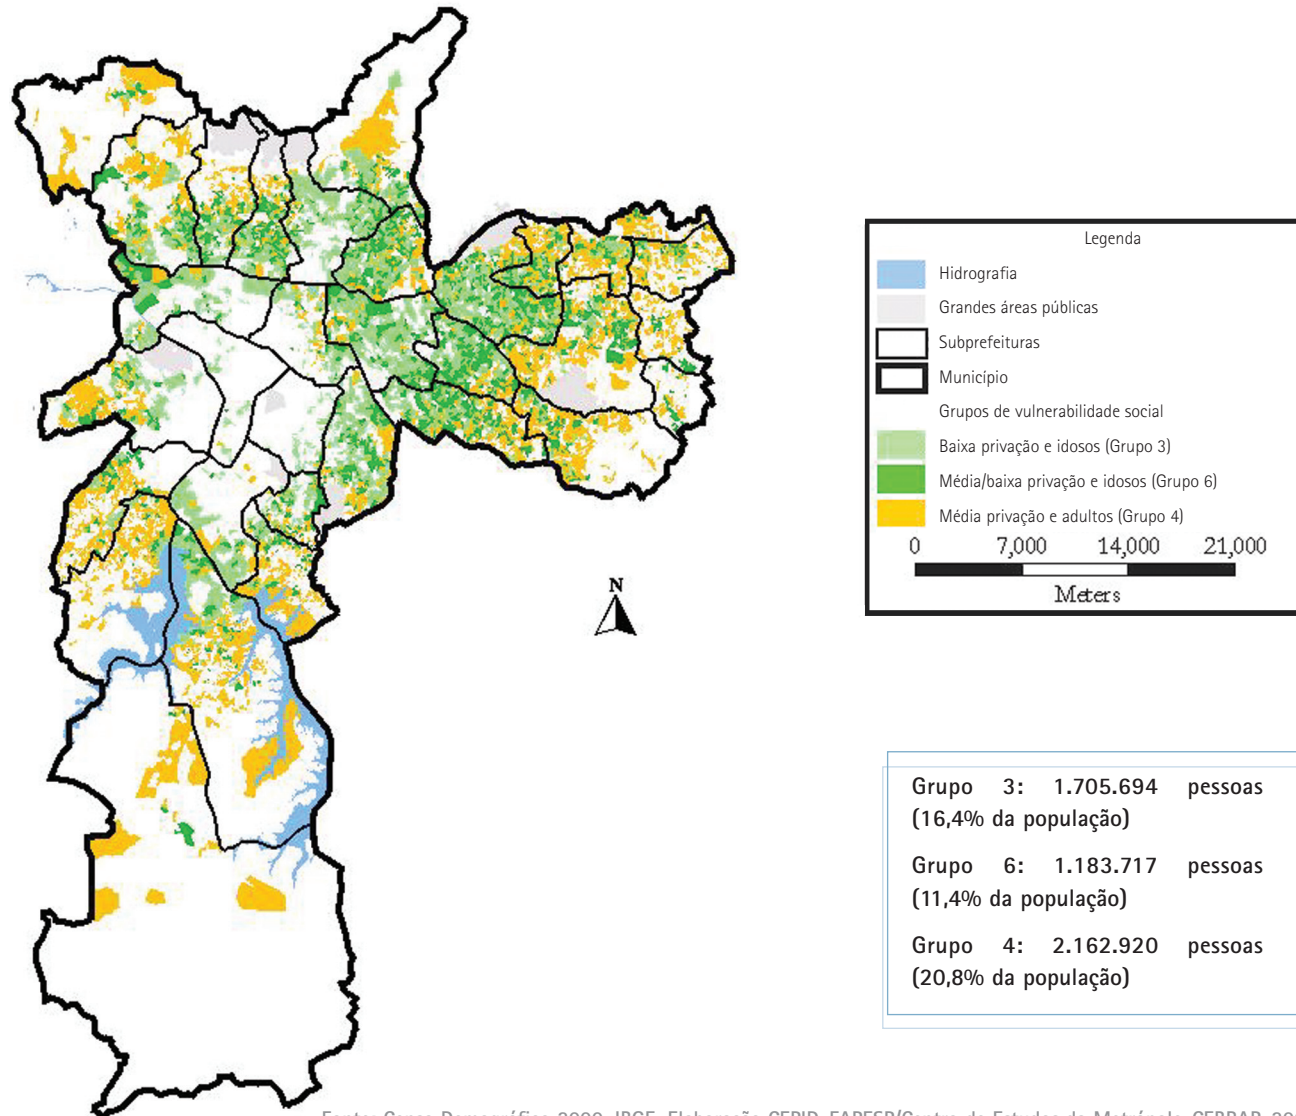 Legenda
Hidrografia
Grandes áreas públicas
Subprefeituras
Município
Grupos de vulnerabilidade social
Baixa privação e idosos (Grupo 3)
Média/baixa privação e idosos (Grupo 6)
Média privação e adultos (Grupo 4)
0 7,000 14,000 21,000
Meters
N
Grupo 3: 1.705.694 pessoas
(16,4% da população)
Grupo 6: 1.183.717 pessoas
(11,4% da população)
Grupo 4: 2.162.920 pessoas
(20,8% da população)